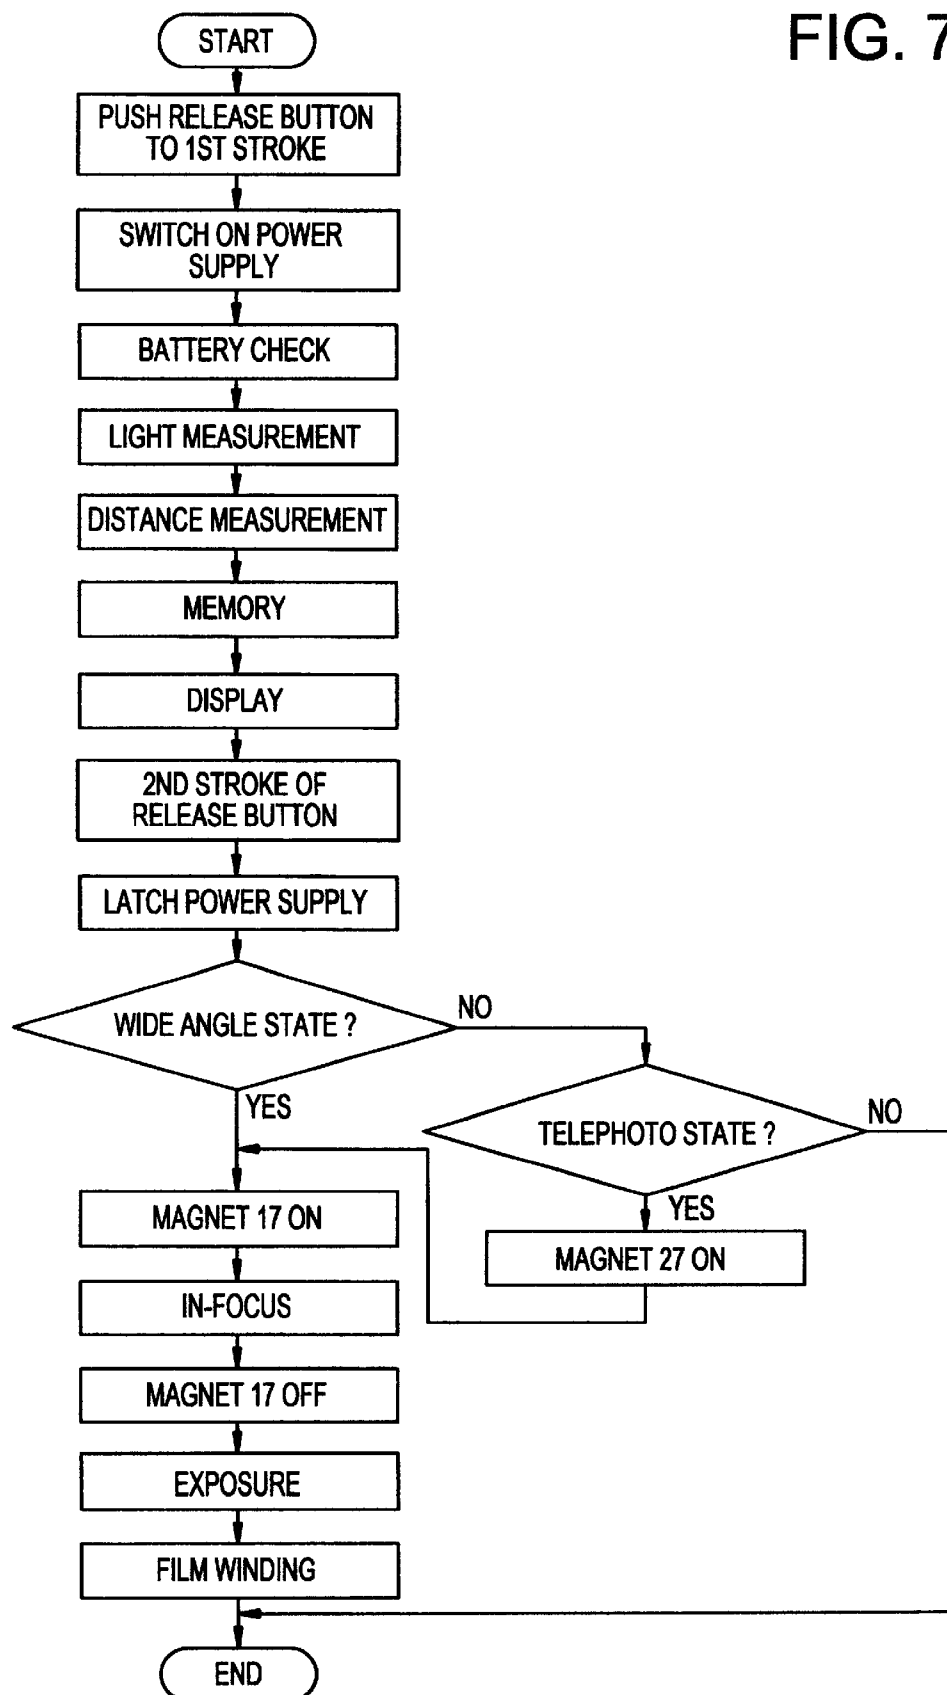 FIG. 7
START
PUSH RELEASE BUTTON
TO 1ST STROKE
SWITCH ON POWER
SUPPLY
BATTERY CHECK
LIGHT MEASUREMENT
DISTANCE MEASUREMENT
MEMORY
DISPLAY
2ND STROKE OF
RELEASE BUTTON
LATCH POWER SUPPLY
WIDE ANGLE STATE ?
NO
YES
TELEPHOTO STATE ?
NO
YES
MAGNET 27 ON
MAGNET 17 ON
IN-FOCUS
MAGNET 17 OFF
EXPOSURE
FILM WINDING
END